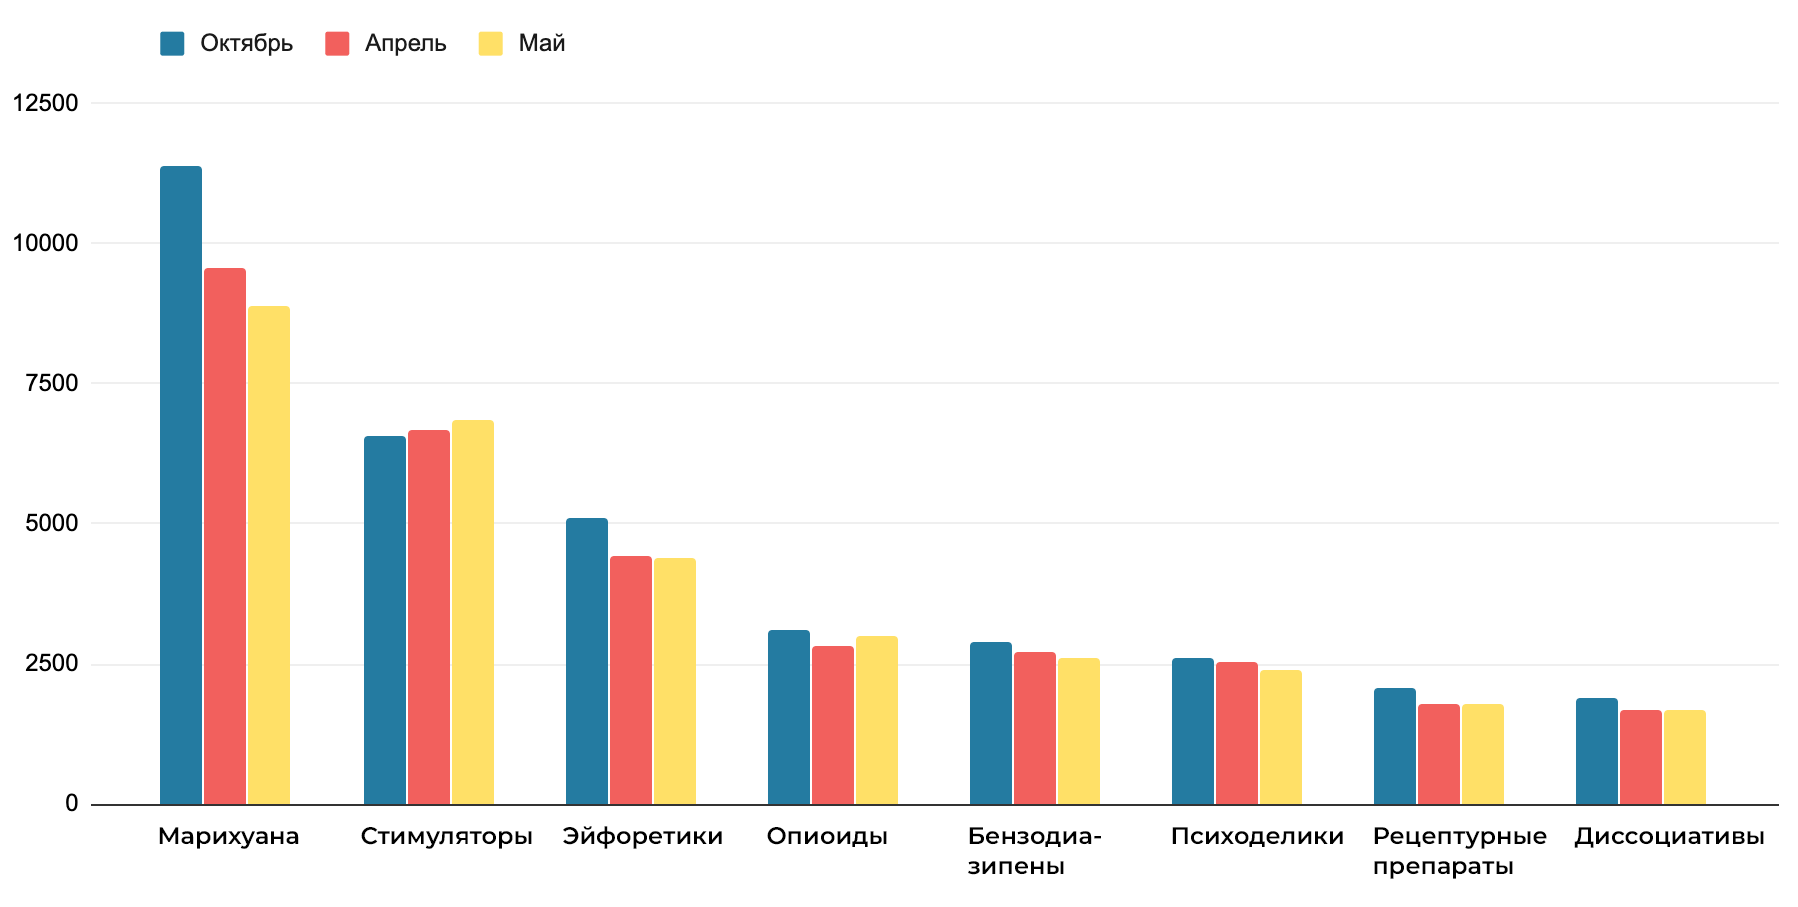 Октябрь Апрель Май
12500
10000
7500
5000
2500
0
Марихуана Стимуляторы Эйфоретики Опиоиды Бензодиа- Психоделики Рецептурные Диссоциативы
зипены препараты